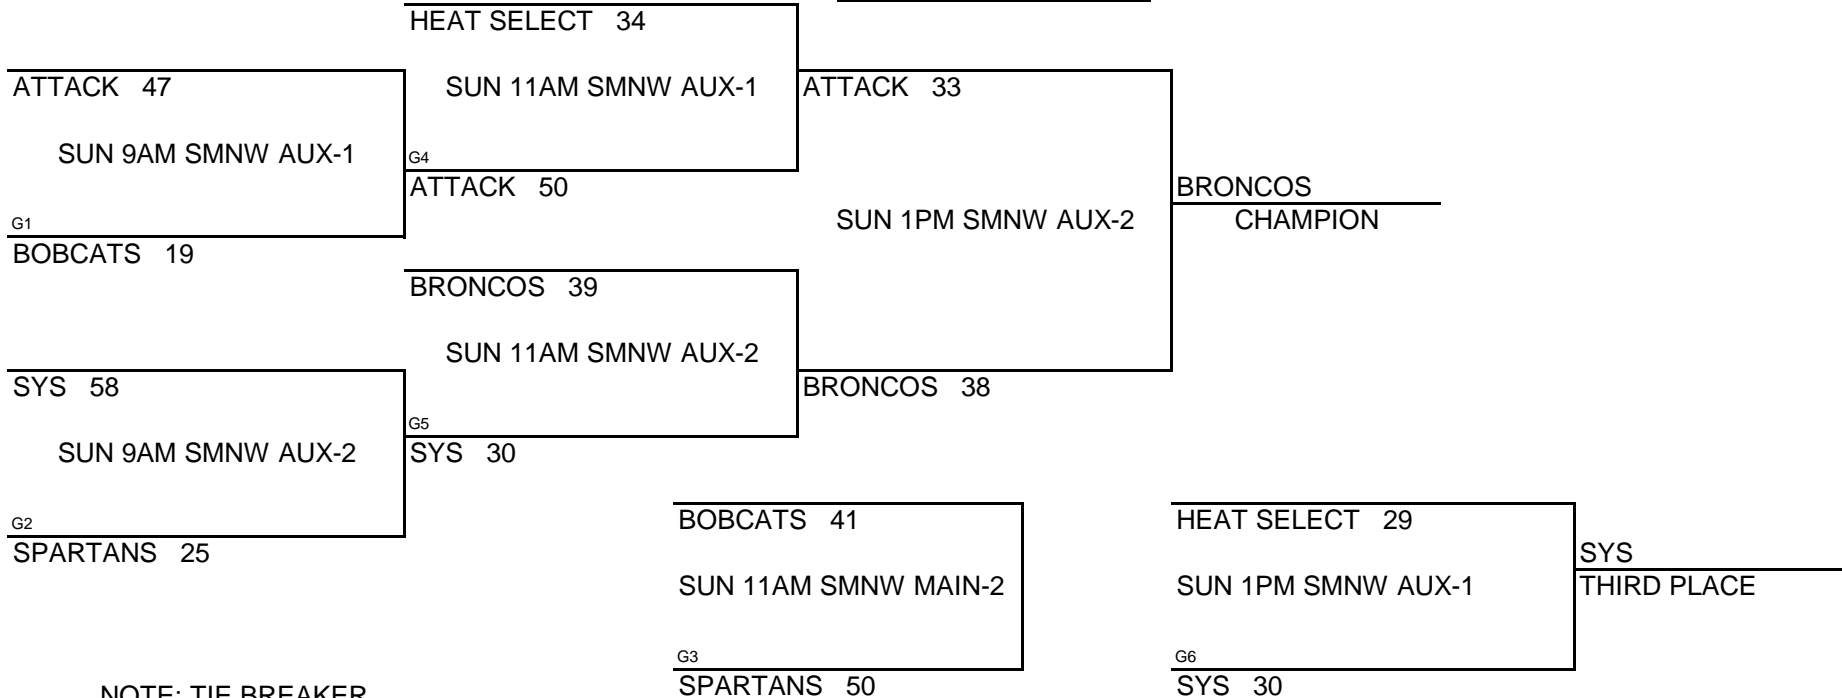 HEAT SELECT 34
ATTACK 47
SUN 11AM SMNW AUX-1
ATTACK 33
SUN 9AM SMNW AUX-1
G4
ATTACK 50
BRONCOS
G1
SUN 1PM SMNW AUX-2
CHAMPION
BOBCATS 19
BRONCOS 39
SUN 11AM SMNW AUX-2
SYS 58
BRONCOS 38
G5
SUN 9AM SMNW AUX-2
SYS 30
G2
BOBCATS 41
HEAT SELECT 29
SPARTANS 25
SYS
SUN 11AM SMNW MAIN-2
SUN 1PM SMNW AUX-1
THIRD PLACE
G3
G6
NOTE: TIE BREAKER
SPARTANS 50
SYS 30